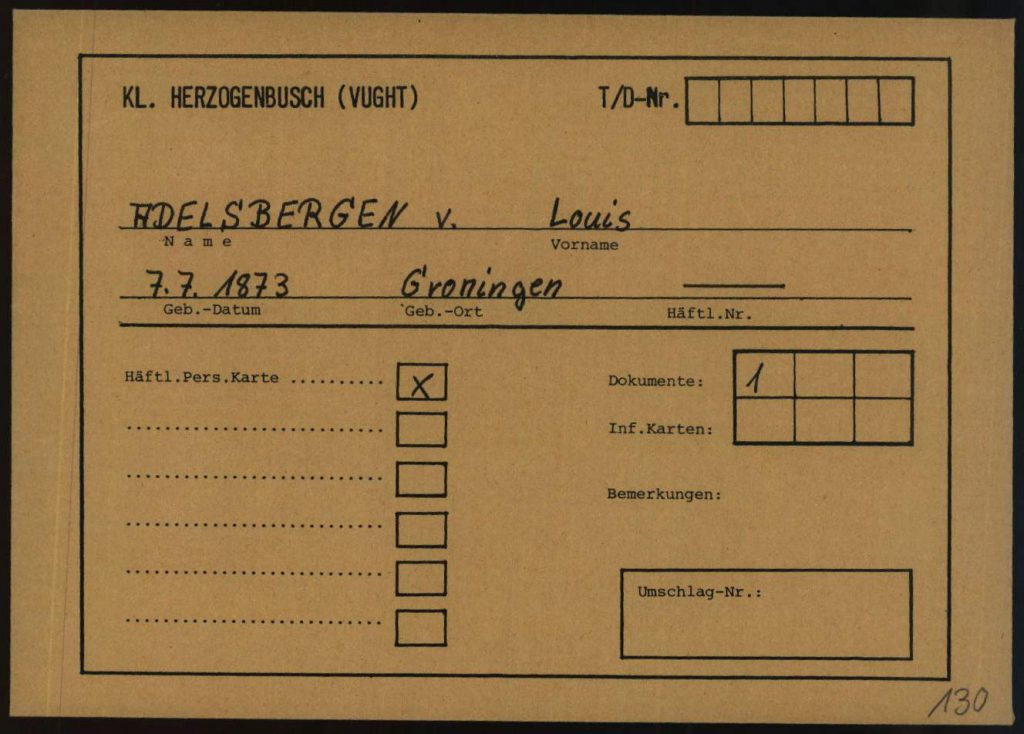 KL. HERZOGENBUSCH (VUGHT) T/D-Nr.
ADELSBERGEN v. Louis
Name Vorname
7.7. 1873 Groningen ———
Geb.-Datum Geb.-Ort Häftl.Nr.
Häftl.Pers.Karte .......... X Dokumente: 1
Inf.Karten:
Bemerkungen:
Umschlag-Nr.:
130